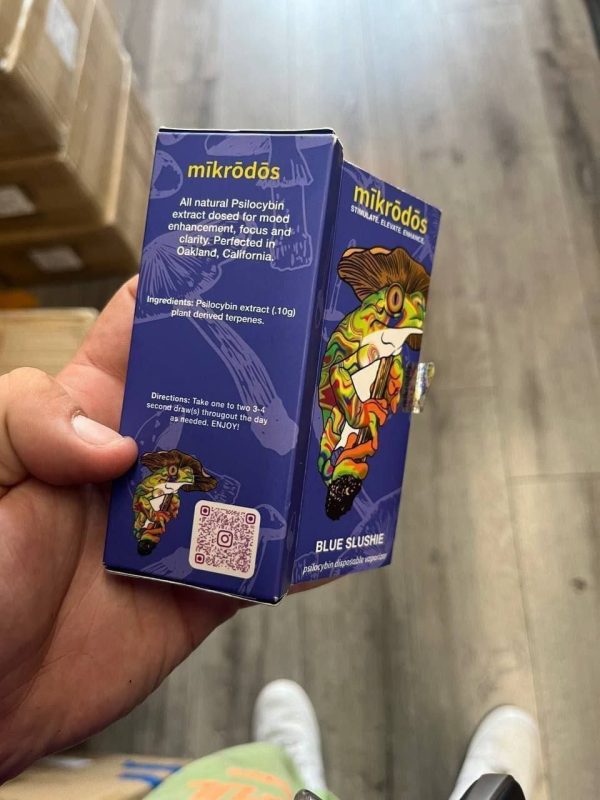 mīkrōdōs
All natural Psilocybin
extract dosed for mood
enhancement, focus and
clarity. Perfected in
Oakland, California.
Ingredients: Psilocybin extract (.10g)
plant derived terpenes.
Directions: Take one to two 3-4
second draw(s) througout the day
as needed. ENJOY!
mīkrōdōs
STIMULATE. ELEVATE. ENHANCE.
BLUE SLUSHIE
psilocybin disposable vaporizer